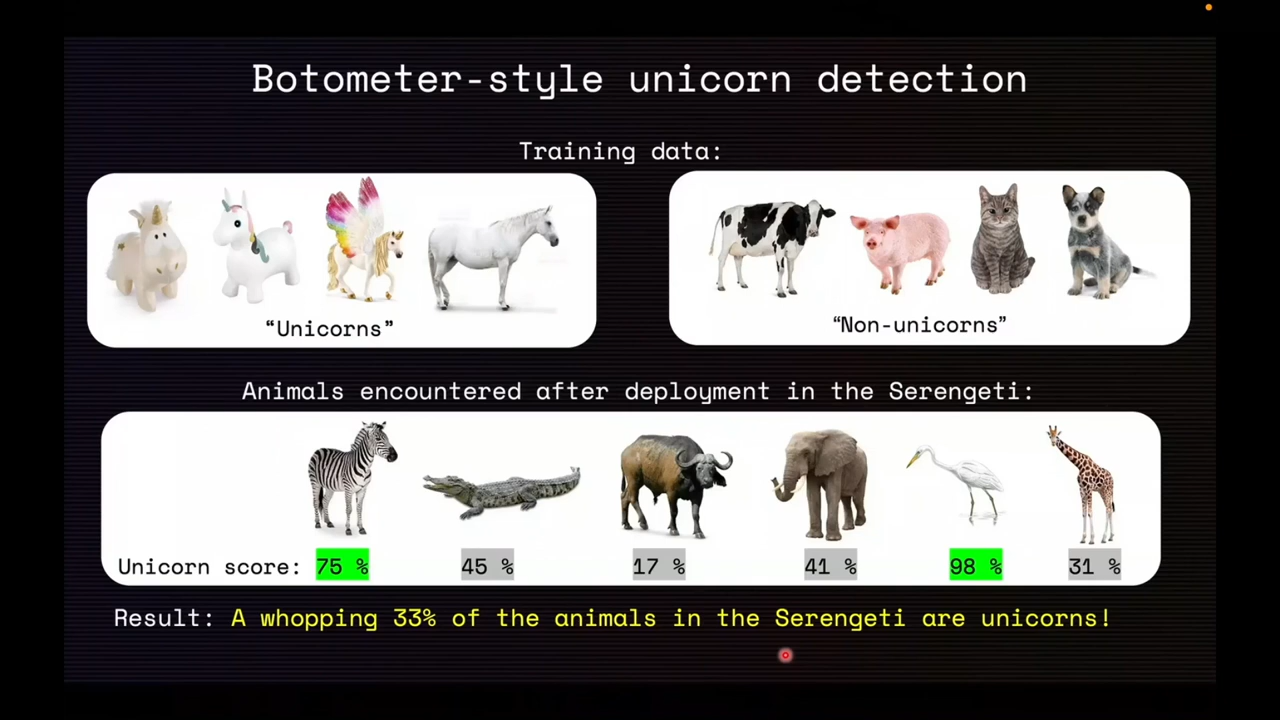 Botometer-style unicorn detection
Training data:
“Unicorns”
“Non-unicorns”
Animals encountered after deployment in the Serengeti:
Unicorn score: 75 % 45 % 17 % 41 % 98 % 31 %
Result: A whopping 33% of the animals in the Serengeti are unicorns!